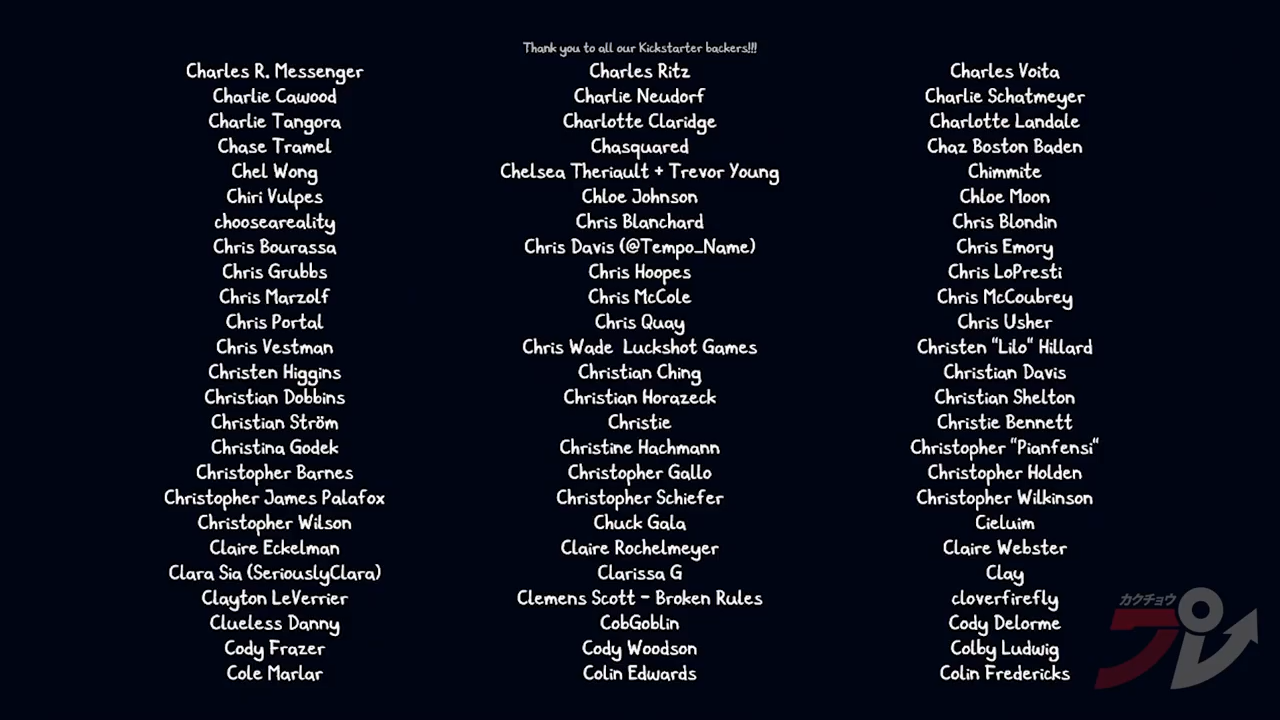 Thank you to all our Kickstarter backers!!!
Charles R. Messenger Charles Ritz Charles Voita
Charlie Cawood Charlie Neudorf Charlie Schatmeyer
Charlie Tangora Charlotte Claridge Charlotte Landale
Chase Tramel Chasquared Chaz Boston Baden
Chel Wong Chelsea Theriault + Trevor Young Chimmite
Chiri Vulpes Chloe Johnson Chloe Moon
chooseareality Chris Blanchard Chris Blondin
Chris Bourassa Chris Davis (@Tempo_Name) Chris Emory
Chris Grubbs Chris Hoopes Chris LoPresti
Chris Marzolf Chris McCole Chris McCoubrey
Chris Portal Chris Quay Chris Usher
Chris Vestman Chris Wade Luckshot Games Christen "Lilo" Hillard
Christen Higgins Christian Ching Christian Davis
Christian Dobbins Christian Horazeck Christian Shelton
Christian Ström Christie Christie Bennett
Christina Godek Christine Hachmann Christopher "Pianfensi"
Christopher Barnes Christopher Gallo Christopher Holden
Christopher James Palafox Christopher Schiefer Christopher Wilkinson
Christopher Wilson Chuck Gala Cieluim
Claire Eckelman Claire Rochelmeyer Claire Webster
Clara Sia (SeriouslyClara) Clarissa G Clay
Clayton LeVerrier Clemens Scott - Broken Rules cloverfirefly
Clueless Danny CobGoblin Cody Delorme
Cody Frazer Cody Woodson Colby Ludwig
Cole Marlar Colin Edwards Colin Fredericks
カクチョウ
プレ